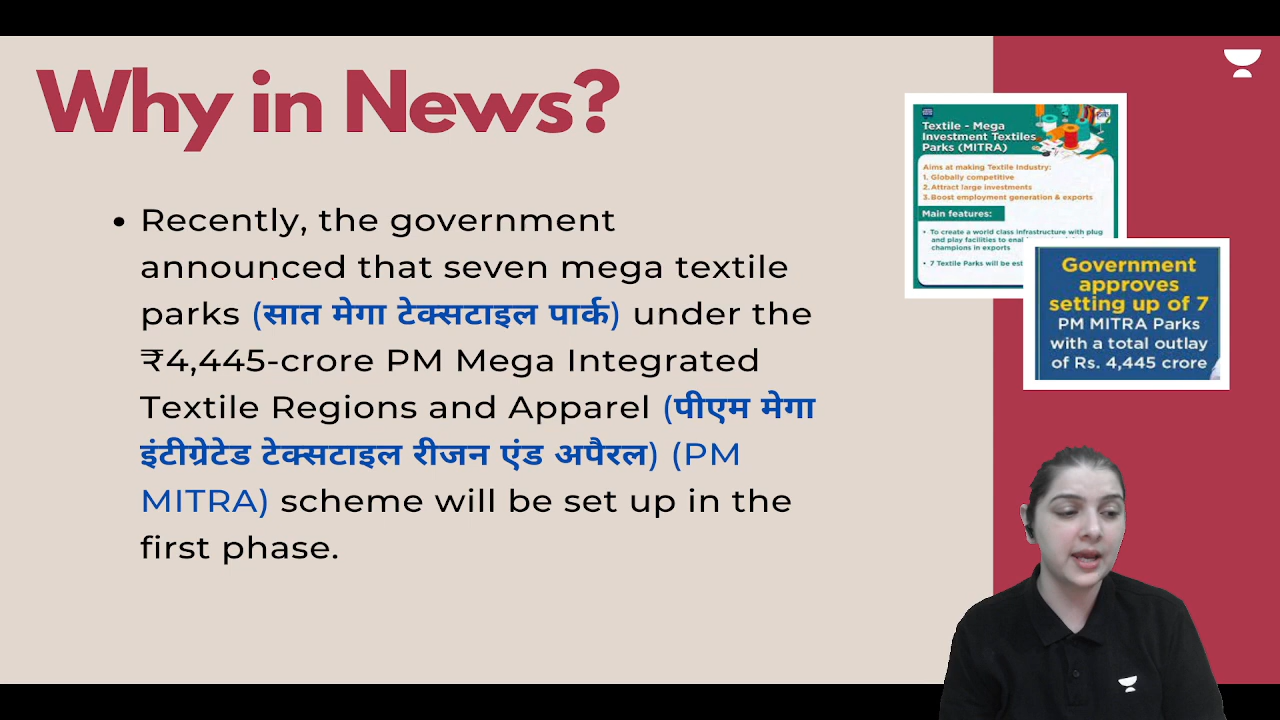 Why in News?
• Recently, the government
announced that seven mega textile
parks (सात मेगा टेक्सटाइल पार्क) under the
₹4,445-crore PM Mega Integrated
Textile Regions and Apparel (पीएम मेगा
इंटीग्रेटेड टेक्सटाइल रीजन एंड अपैरल) (PM
MITRA) scheme will be set up in the
first phase.
Textile - Mega
Investment Textiles
Parks (MITRA)
Aims at making Textile Industry:
1. Globally competitive
2. Attract large investments
3. Boost employment generation & exports
Main features:
• To create a world class infrastructure with plug
and play facilities to
champions in exports
• 7 Textile Parks will be
Government
approves
setting up of 7
PM MITRA Parks
with a total outlay
of Rs. 4,445 crore